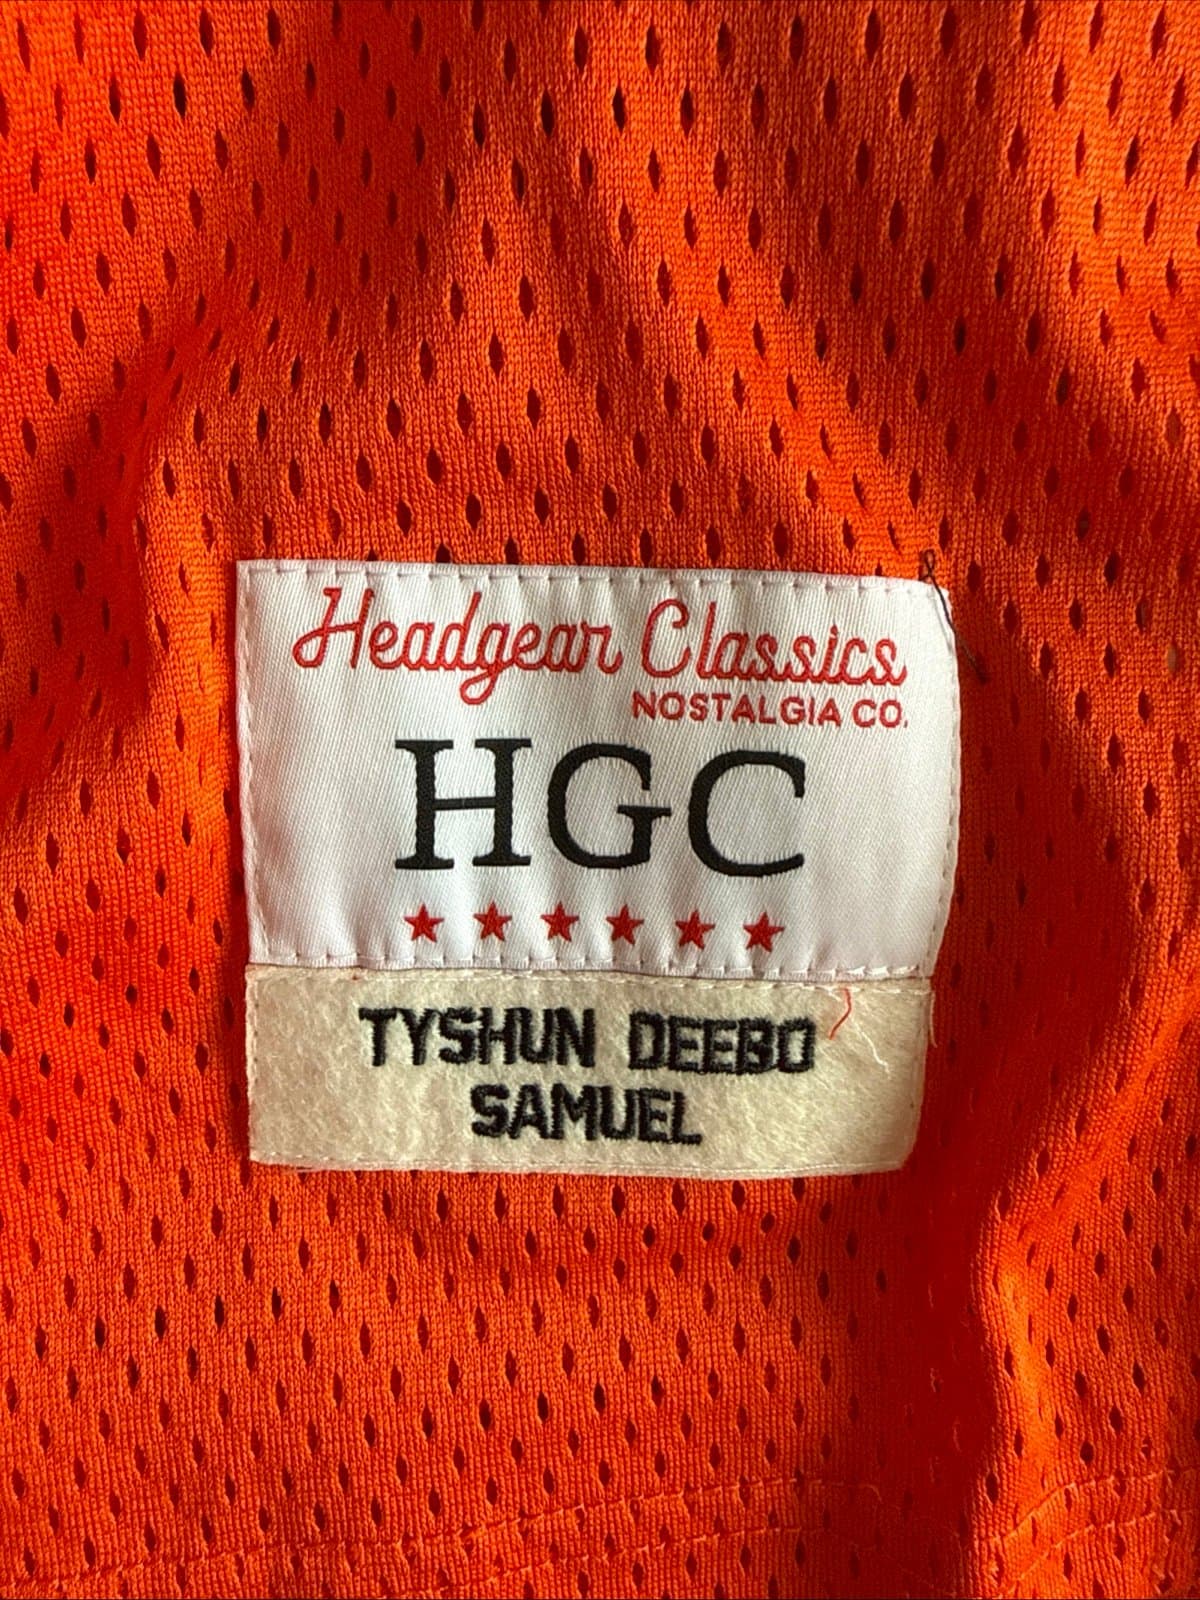 Headgear Classics
NOSTALGIA CO.
HGC
TYSHUN DEEBO
SAMUEL